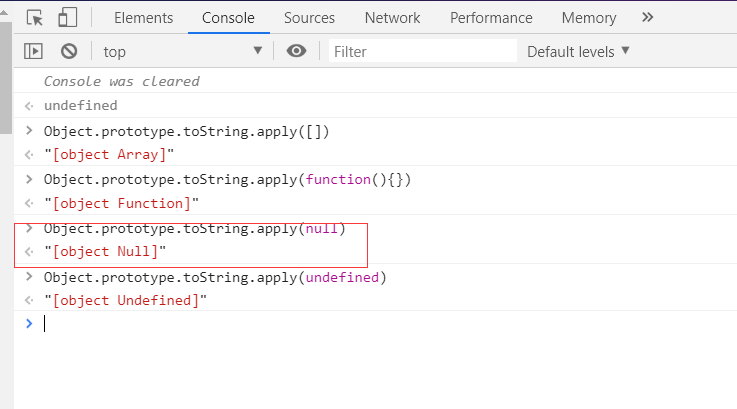 Elements Console Sources Network Performance Memory »
top ▼ Filter Default levels ▼
Console was cleared
undefined
Object.prototype.toString.apply([])
"[object Array]"
Object.prototype.toString.apply(function(){})
"[object Function]"
Object.prototype.toString.apply(null)
"[object Null]"
Object.prototype.toString.apply(undefined)
"[object Undefined]"